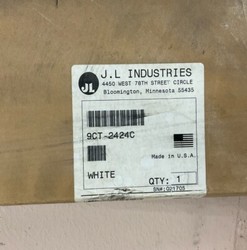 JL
J.L INDUSTRIES
4450 WEST 78TH STREET CIRCLE
Bloomington, Minnesota 55435
9CT-2424C
Made in U.S.A.
WHITE
QTY: 1